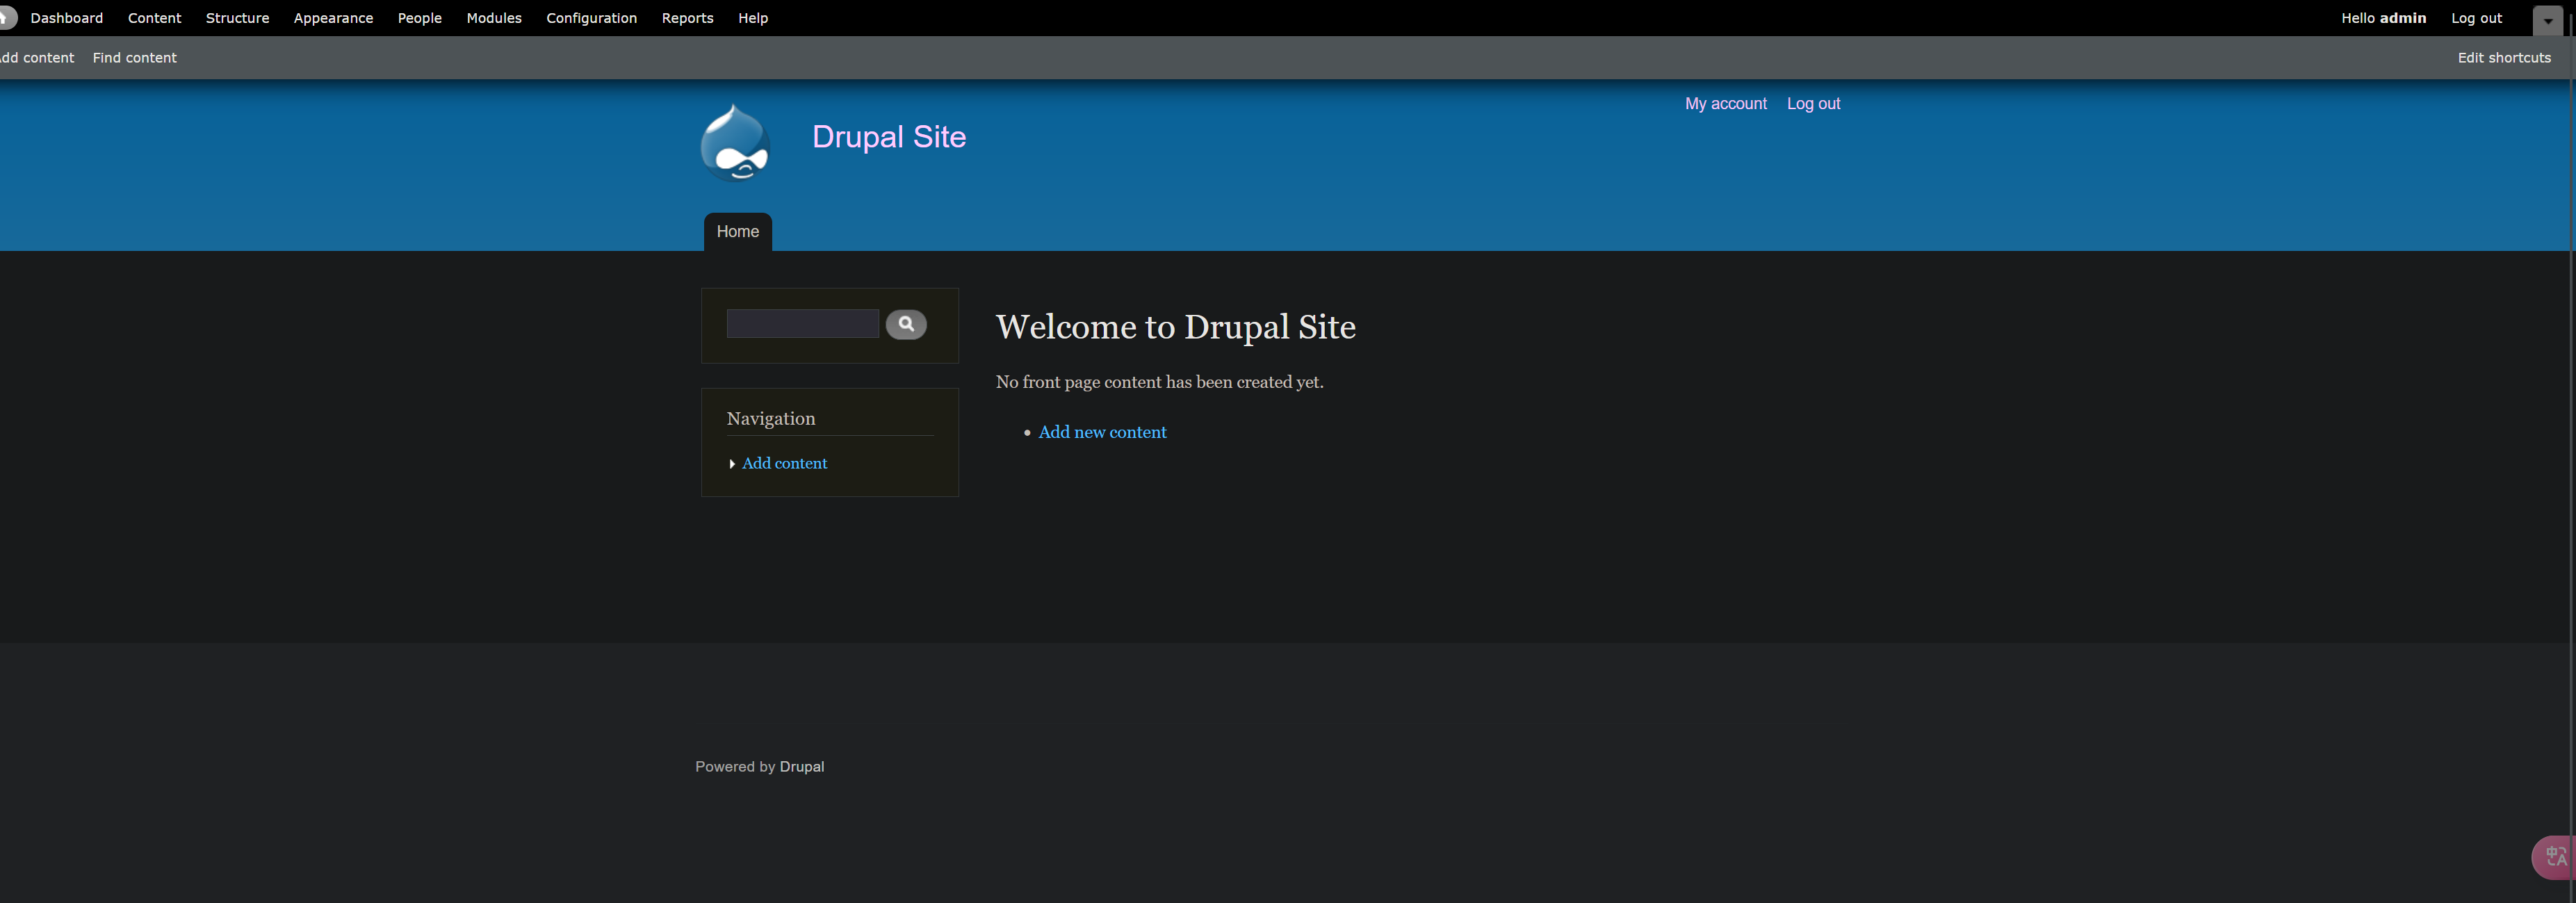 Dashboard Content Structure Appearance People Modules Configuration Reports Help Hello admin Log out
dd content Find content Edit shortcuts
My account Log out
Drupal Site
Home
Welcome to Drupal Site
No front page content has been created yet.
Add new content
Navigation
Add content
Powered by Drupal
中A